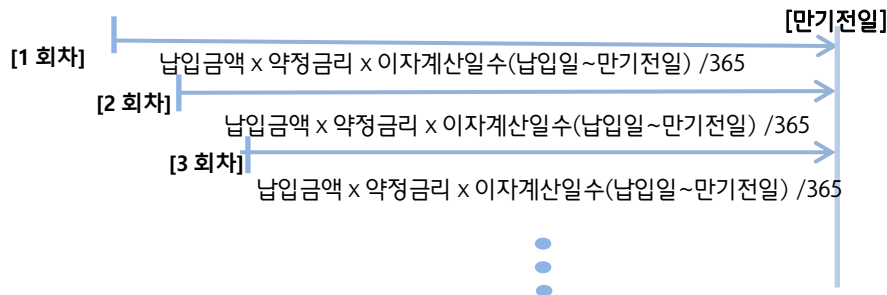 [만기전일]
[1 회차]
납입금액 x 약정금리 x 이자계산일수(납입일~만기전일) /365
[2 회차]
납입금액 x 약정금리 x 이자계산일수(납입일~만기전일) /365
[3 회차]
납입금액 x 약정금리 x 이자계산일수(납입일~만기전일) /365